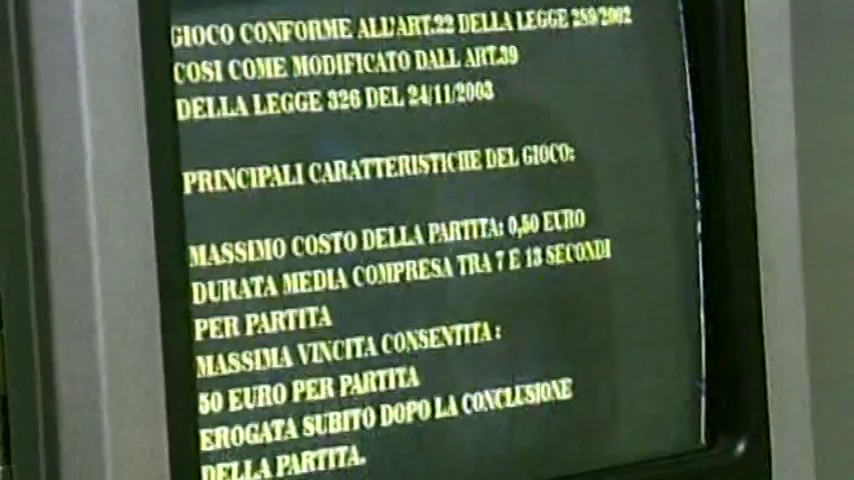 GIOCO CONFORME ALL'ART.22 DELLA LEGGE 289/2002
COSI COME MODIFICATO DALL ART.39
DELLA LEGGE 326 DEL 24/11/2003
PRINCIPALI CARATTERISTICHE DEL GIOCO:
MASSIMO COSTO DELLA PARTITA: 0,50 EURO
DURATA MEDIA COMPRESA TRA 7 E 13 SECONDI
PER PARTITA
MASSIMA VINCITA CONSENTITA :
50 EURO PER PARTITA
EROGATA SUBITO DOPO LA CONCLUSIONE
DELLA PARTITA.